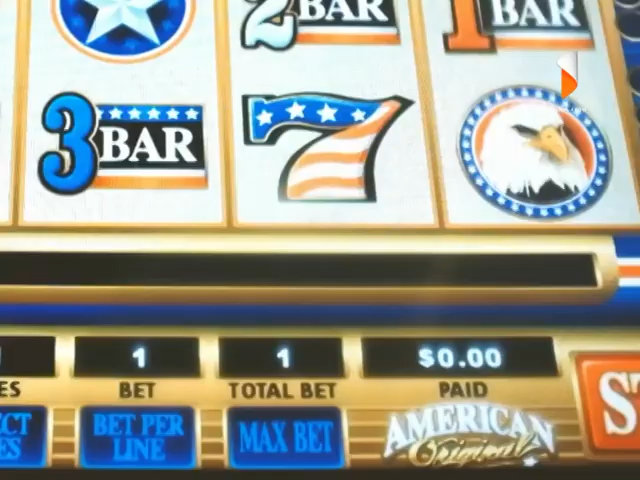 2 BAR
1 BAR
3 BAR
7
1
1
$0.00
BET
TOTAL BET
PAID
BET PER
LINE
MAX BET
AMERICAN
Original